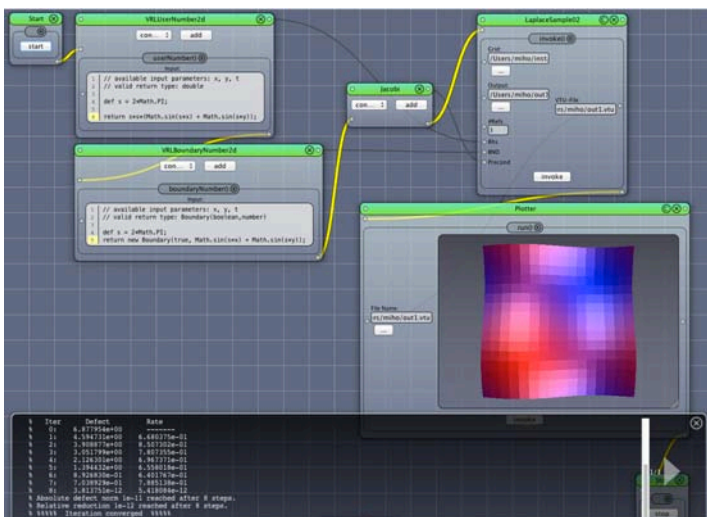 Start
start
VRLUserNumber2d
con...
add
userNumber()
Input:
1 // available input parameters: x, y, t
2 // valid return type: double
3
4 def s = 2*Math.PI;
5
6 return s*s*(Math.sin(s*x) + Math.sin(s*y));
VRLBoundaryNumber2d
con...
add
boundaryNumber()
Input:
1 // available input parameters: x, y, t
2 // valid return type: Boundary(boolean,number)
3
4 def s = 2*Math.PI;
5 return new Boundary(true, Math.sin(s*x) + Math.sin(s*y));
Jacobi
con...
add
LaplaceSample02
invoke()
Grid:
/Users/miho/inst
...
Output:
/Users/miho/out1
...
VTU-File
rs/miho/out1.vtu
#Refs
Rhs
BND
Precond
invoke
Plotter
run()
File Name:
rs/miho/out1.vtu
...
invoke
% Iter Defect Rate
% 0: 6.877954e+00 -------
% 1: 4.594731e+00 6.680375e-01
% 2: 3.908877e+00 8.507302e-01
% 3: 3.051799e+00 7.807355e-01
% 4: 2.126301e+00 6.967371e-01
% 5: 1.394432e+00 6.558018e-01
% 6: 8.926830e-01 6.401767e-01
% 7: 7.038929e-01 7.885138e-01
% 8: 3.813751e-12 5.418084e-12
% Absolute defect norm 1e-11 reached after 8 steps.
% Relative reduction 1e-12 reached after 8 steps.
% %%%%% Iteration converged %%%%%